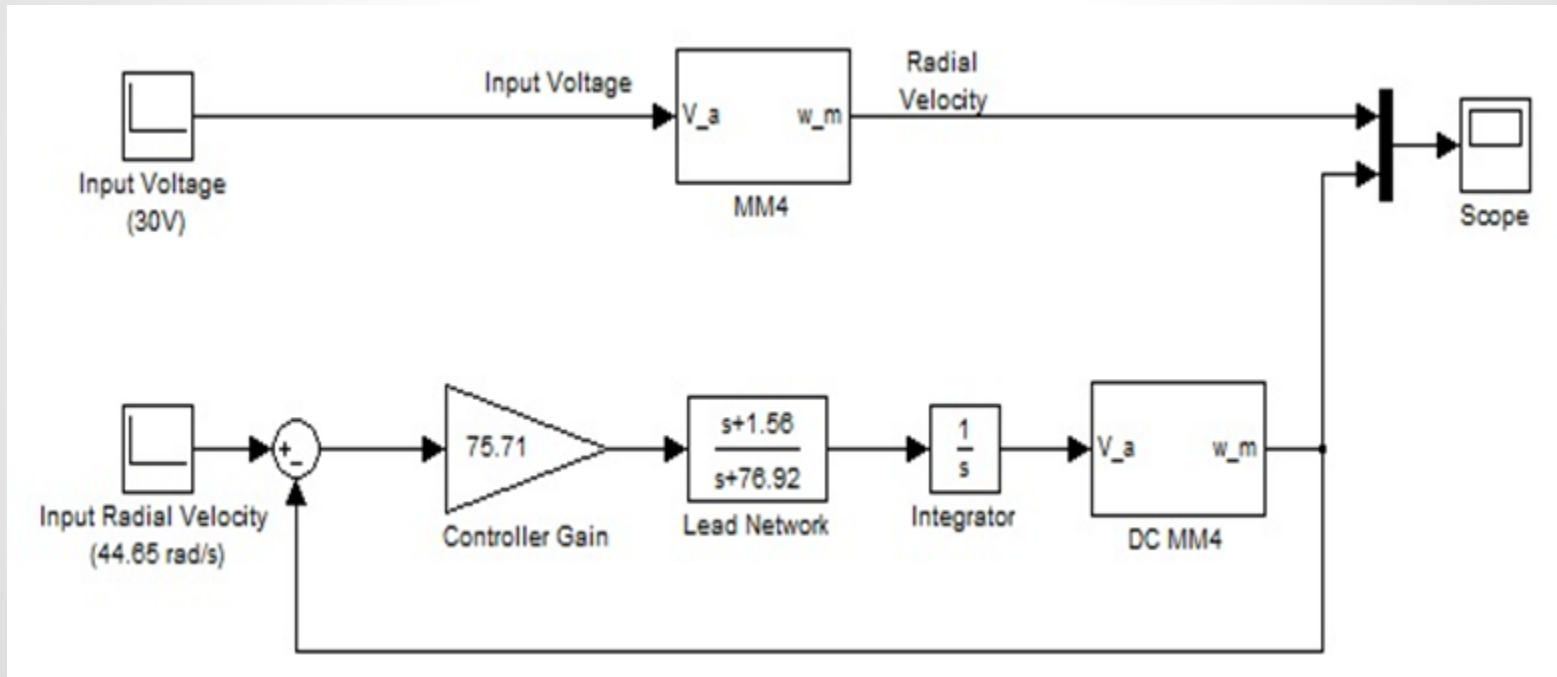 Input Voltage
(30V)
Input Voltage
V_a
w_m
MM4
Radial
Velocity
Scope
Input Radial Velocity
(44.65 rad/s)
+
-
75.71
Controller Gain
s+1.56
s+76.92
Lead Network
1
s
Integrator
V_a
w_m
DC MM4